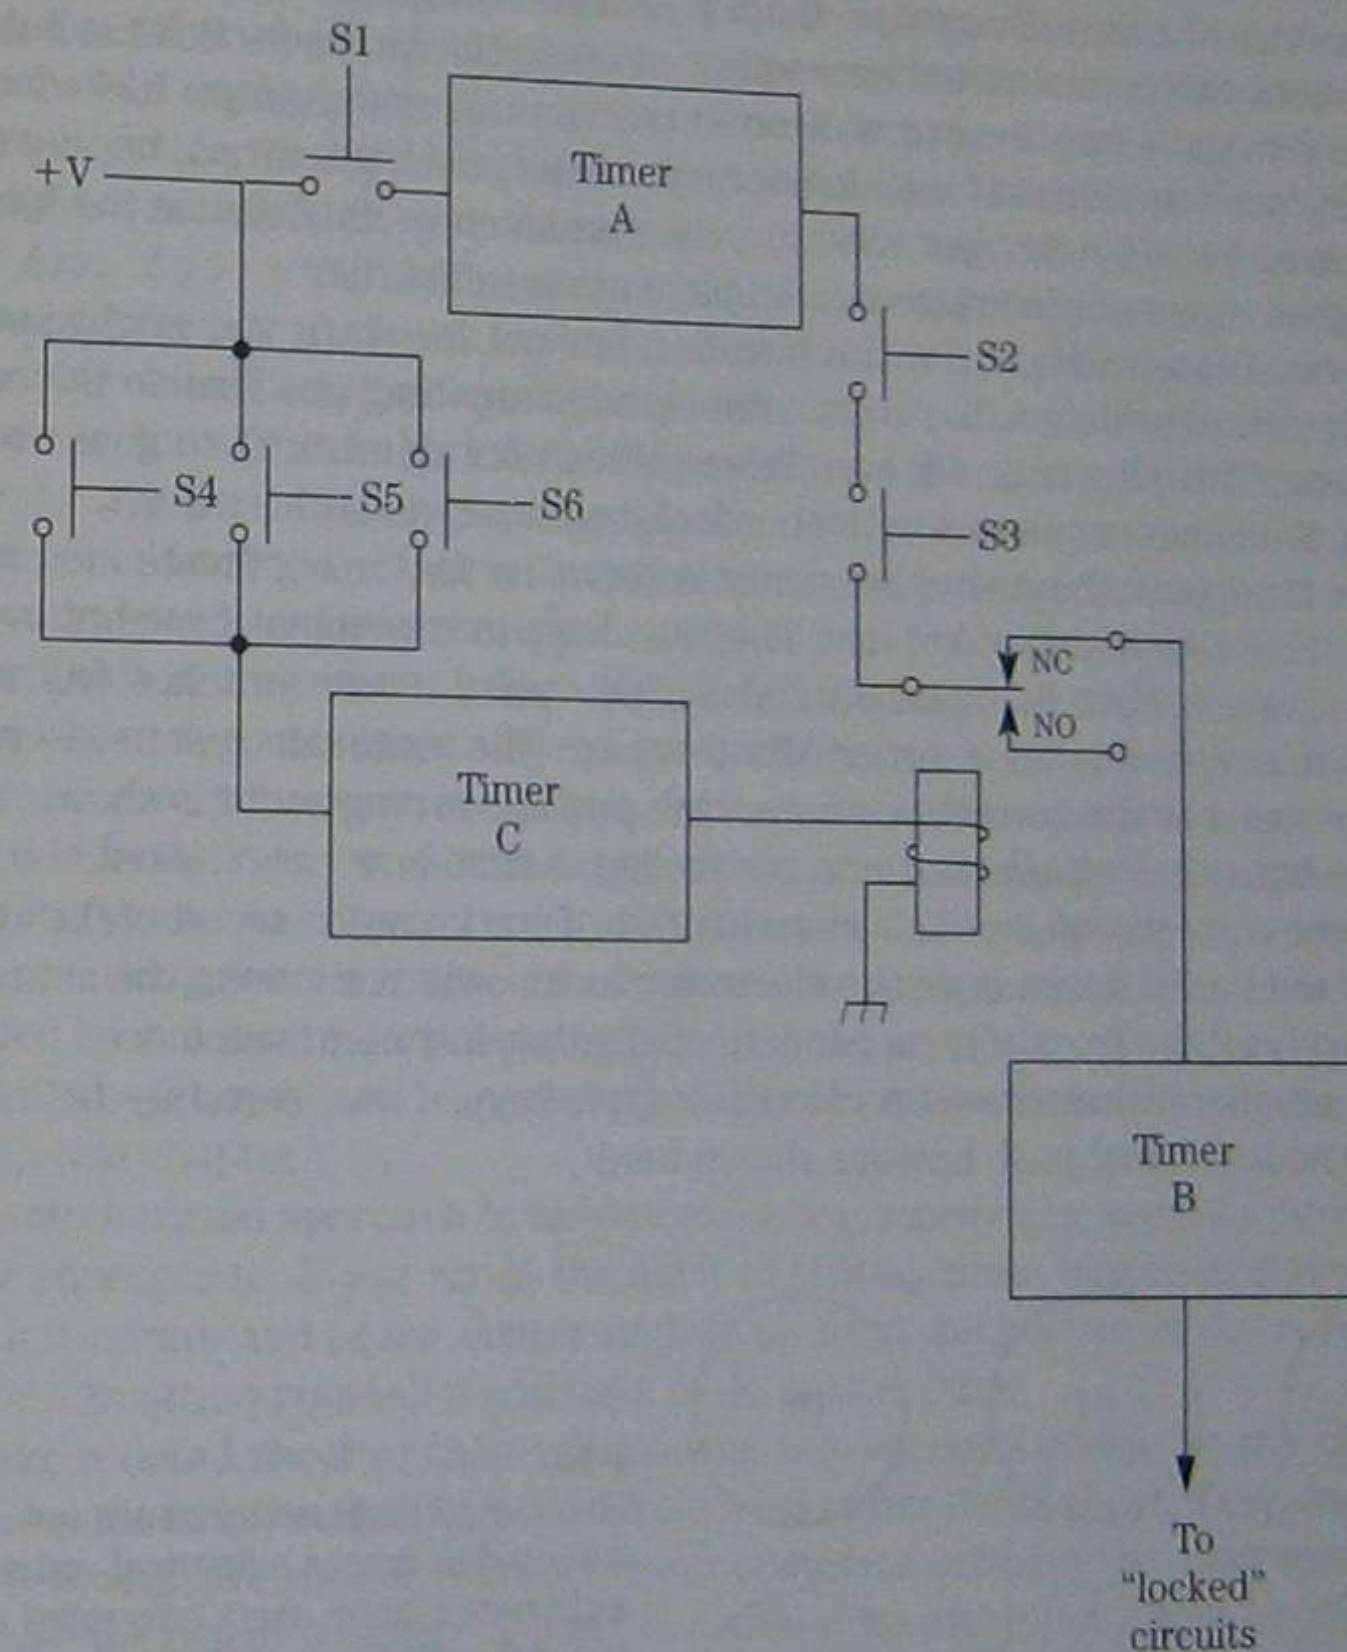 S1
+V
Timer
A
S2
S4
S5
S6
S3
NC
NO
Timer
C
Timer
B
To
“locked”
circuits